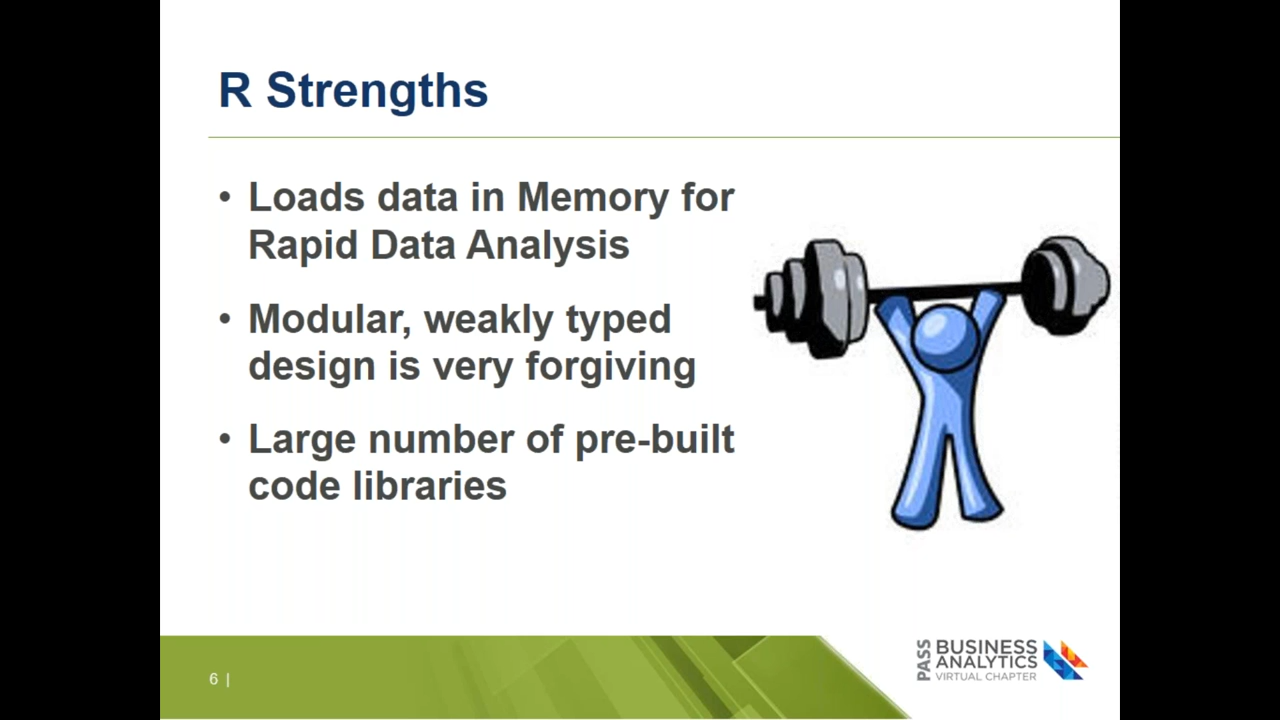 R Strengths
• Loads data in Memory for
Rapid Data Analysis
• Modular, weakly typed
design is very forgiving
• Large number of pre-built
code libraries
6 |
PASS
BUSINESS
ANALYTICS
VIRTUAL CHAPTER